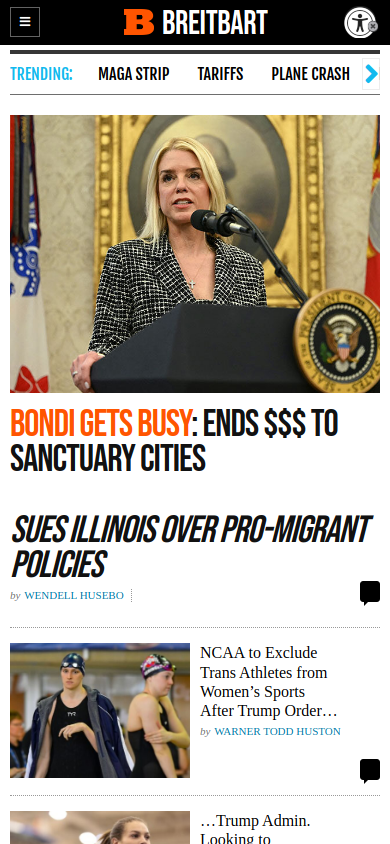 BREITBART
TRENDING:
MAGA STRIP
TARIFFS
PLANE CRASH
BONDI GETS BUSY: ENDS $$$ TO
SANCTUARY CITIES
SUES ILLINOIS OVER PRO-MIGRANT
POLICIES
by WENDELL HUSEBO
NCAA to Exclude
Trans Athletes from
Women’s Sports
After Trump Order…
by WARNER TODD HUSTON
…Trump Admin.
Looking to